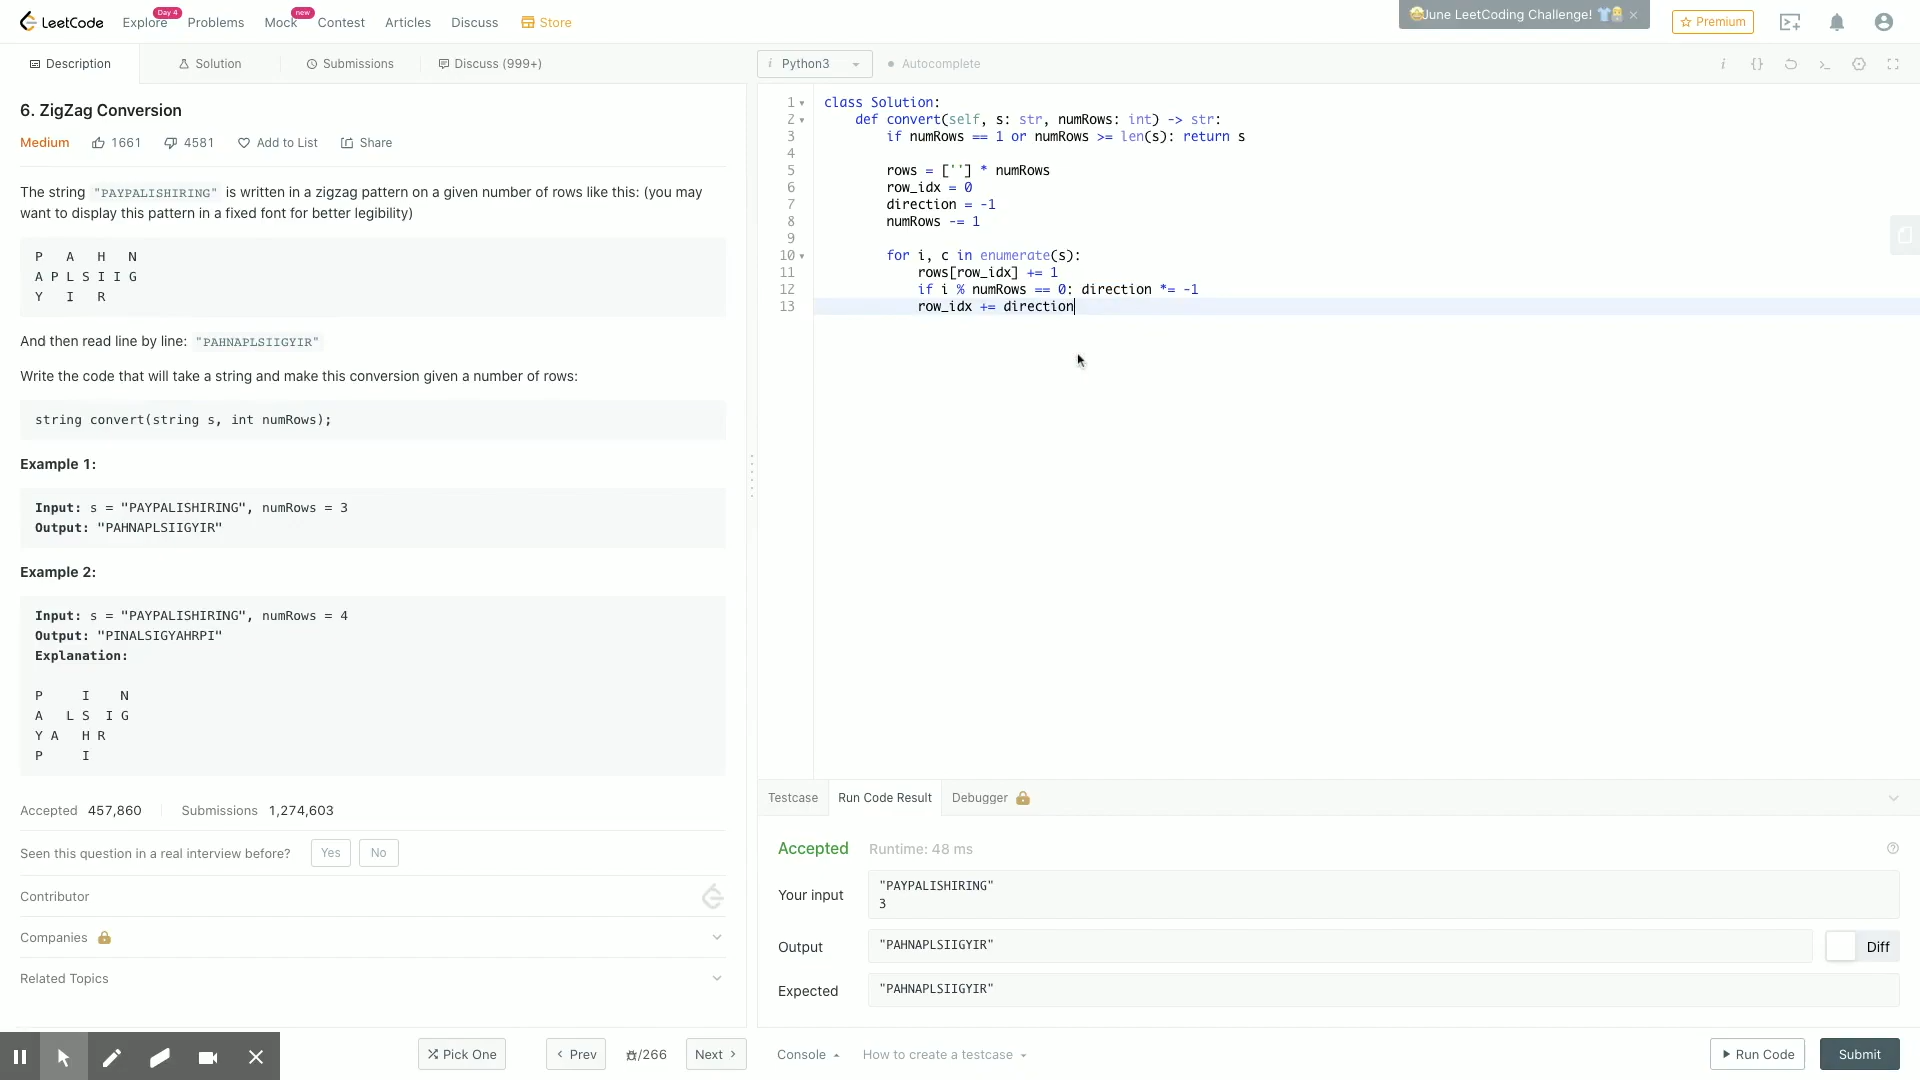 LeetCode
Explore
Day 4
Problems
Mock
new
Contest
Articles
Discuss
Store
June LeetCoding Challenge!
Premium
Description
Solution
Submissions
Discuss (999+)
i Python3
Autocomplete
6. ZigZag Conversion
Medium
1661
4581
Add to List
Share
The string "PAYPALISHIRING" is written in a zigzag pattern on a given number of rows like this: (you may
want to display this pattern in a fixed font for better legibility)
P   A   H   N
A P L S I I G
Y   I   R
And then read line by line: "PAHNAPLSIIGYIR"
Write the code that will take a string and make this conversion given a number of rows:
string convert(string s, int numRows);
Example 1:
Input: s = "PAYPALISHIRING", numRows = 3
Output: "PAHNAPLSIIGYIR"
Example 2:
Input: s = "PAYPALISHIRING", numRows = 4
Output: "PINALSIGYAHRPI"
Explanation:
P     I    N
A   L S  I G
Y A   H R
P     I
Accepted 457,860
Submissions 1,274,603
Seen this question in a real interview before?
Yes
No
Contributor
Companies
Related Topics
1 class Solution:
2     def convert(self, s: str, numRows: int) -> str:
3         if numRows == 1 or numRows >= len(s): return s
4
5         rows = [''] * numRows
6         row_idx = 0
7         direction = -1
8         numRows -= 1
9
10         for i, c in enumerate(s):
11             rows[row_idx] += 1
12             if i % numRows == 0: direction *= -1
13             row_idx += direction
Testcase
Run Code Result
Debugger
Accepted
Runtime: 48 ms
Your input
"PAYPALISHIRING"
3
Output
"PAHNAPLSIIGYIR"
Diff
Expected
"PAHNAPLSIIGYIR"
Pick One
< Prev
/266
Next >
Console
How to create a testcase
Run Code
Submit